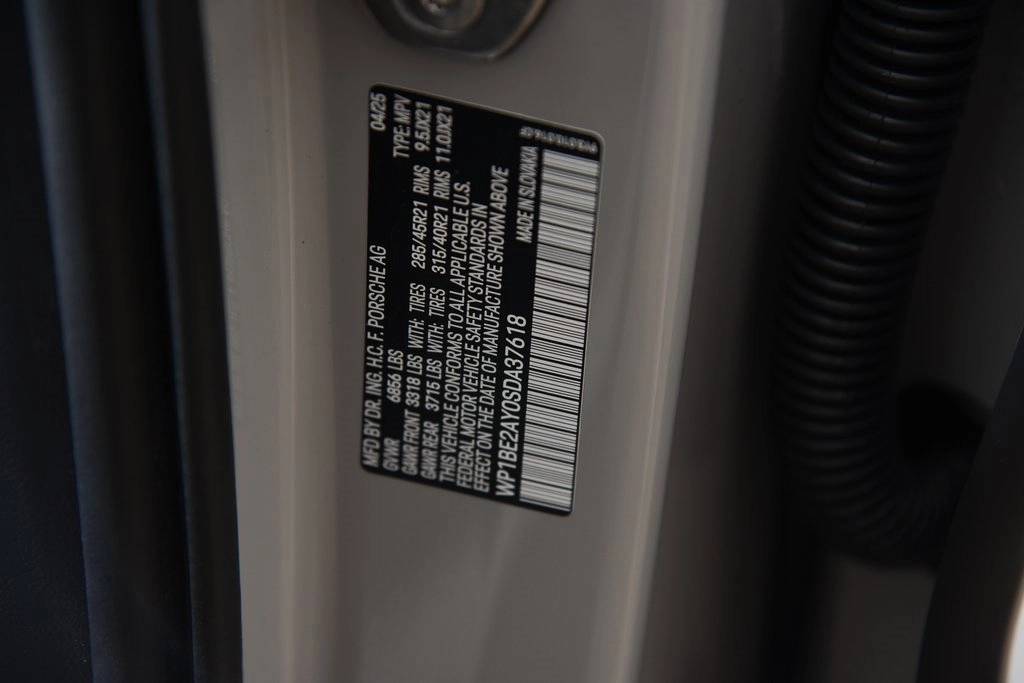 MFD BY DR. ING. H.C. F. PORSCHE AG 04/25
GVWR 6856 LBS TYPE: MPV
GAWR FRONT 3318 LBS WITH: TIRES 285/45R21 RIMS 9.5JX21
GAWR REAR 3715 LBS WITH: TIRES 315/40R21 RIMS 11.0JX21
THIS VEHICLE CONFORMS TO ALL APPLICABLE U.S.
FEDERAL MOTOR VEHICLE SAFETY STANDARDS IN
EFFECT ON THE DATE OF MANUFACTURE SHOWN ABOVE
WP1BE2AY0SDA37618 MADE IN SLOVAKIA